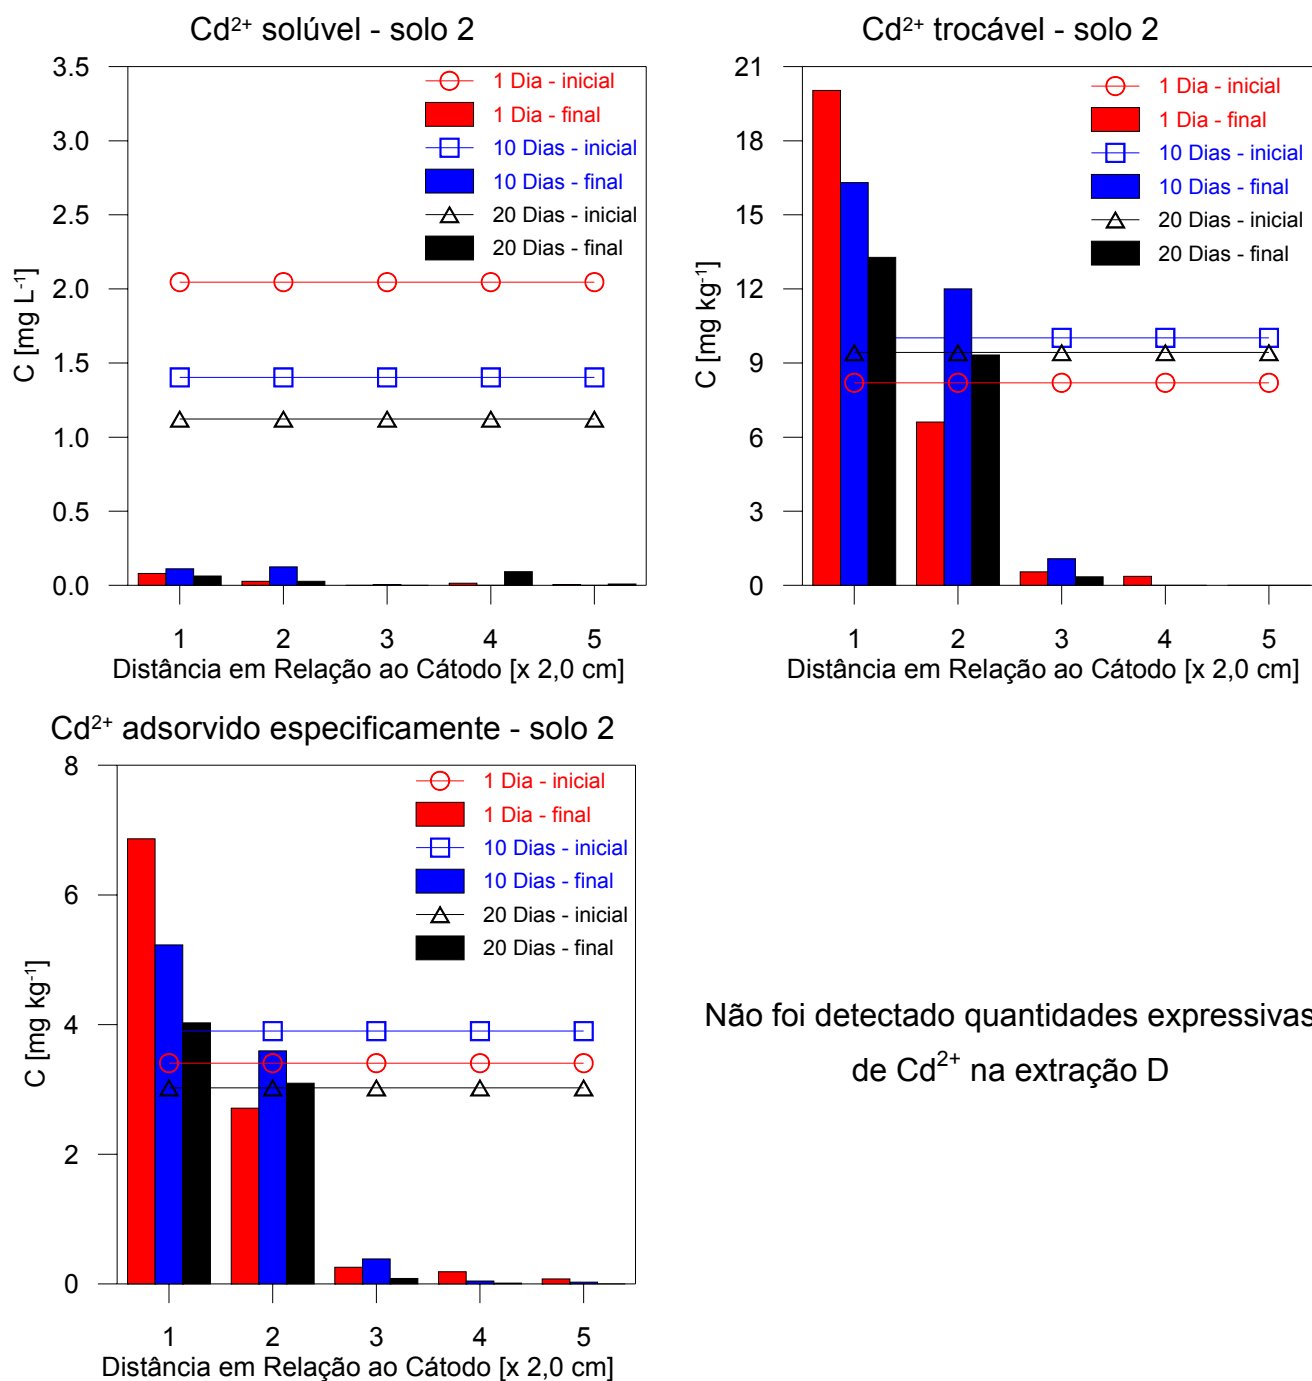 Cd²⁺ solúvel - solo 2
3.5
3.0
2.5
2.0
1.5
1.0
0.5
0.0
C [mg L⁻¹]
1 Dia - inicial
1 Dia - final
10 Dias - inicial
10 Dias - final
20 Dias - inicial
20 Dias - final
1 2 3 4 5
Distância em Relação ao Cátodo [x 2,0 cm]
Cd²⁺ trocável - solo 2
21
18
15
12
9
6
3
0
C [mg kg⁻¹]
1 Dia - inicial
1 Dia - final
10 Dias - inicial
10 Dias - final
20 Dias - inicial
20 Dias - final
1 2 3 4 5
Distância em Relação ao Cátodo [x 2,0 cm]
Cd²⁺ adsorvido especificamente - solo 2
8
6
4
2
0
C [mg kg⁻¹]
1 Dia - inicial
1 Dia - final
10 Dias - inicial
10 Dias - final
20 Dias - inicial
20 Dias - final
1 2 3 4 5
Distância em Relação ao Cátodo [x 2,0 cm]
Não foi detectado quantidades expressivas
de Cd²⁺ na extração D